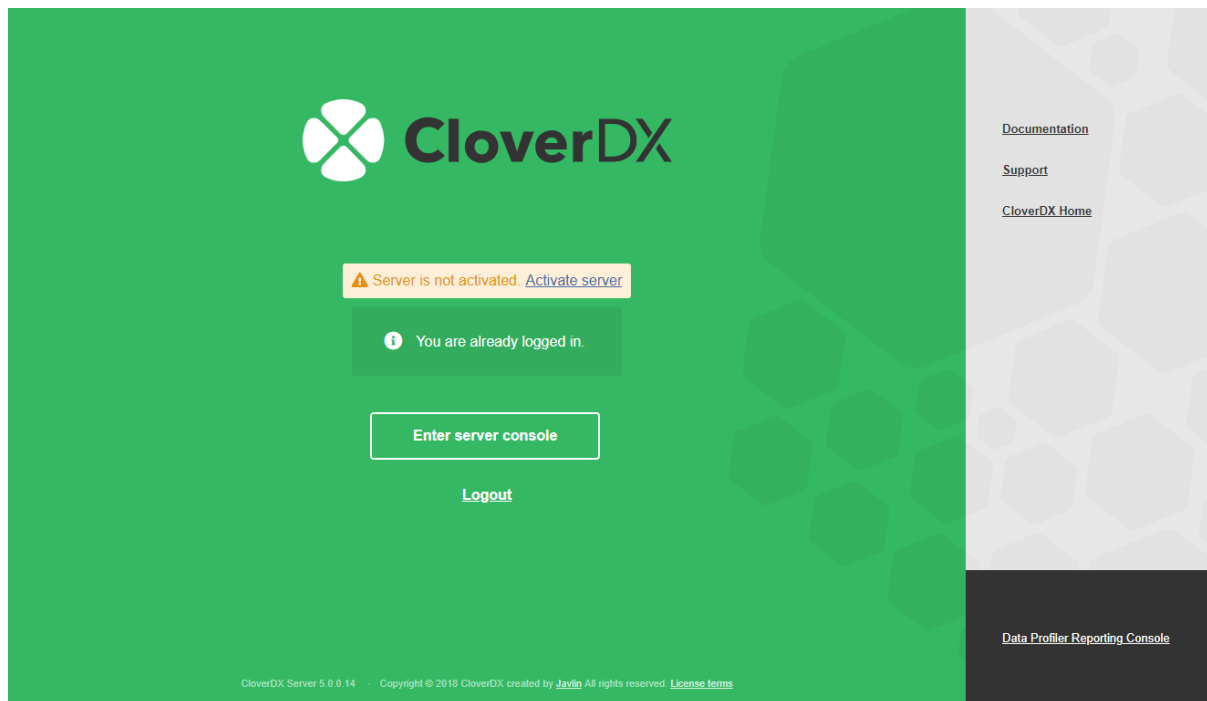 CloverDX
Server is not activated. Activate server
You are already logged in.
Enter server console
Logout
CloverDX Server 5.0.0.14 · Copyright © 2018 CloverDX created by Javlin All rights reserved. License terms
Documentation
Support
CloverDX Home
Data Profiler Reporting Console